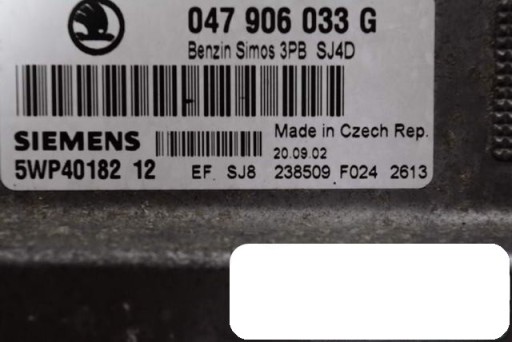 047 906 033 G
Benzin Simos 3PB SJ4D
SIEMENS
Made in Czech Rep.
20.09.02
5WP40182 12 EF. SJ8 238509 F024 2613